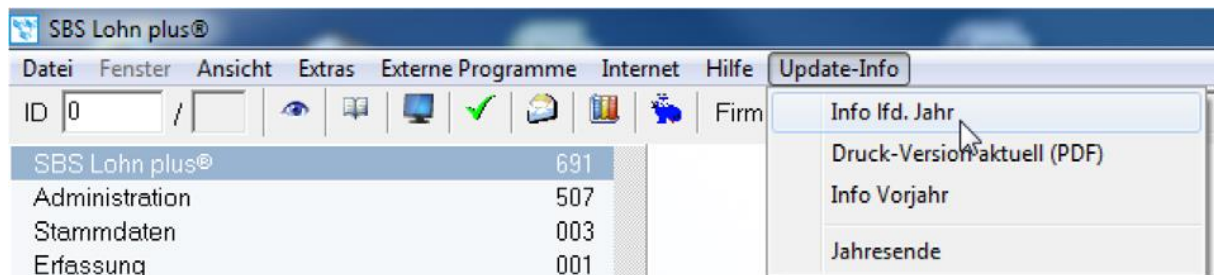 SBS Lohn plus®
Datei Fenster Ansicht Extras Externe Programme Internet Hilfe Update-Info
ID 0 / Firm
Info lfd. Jahr
Druck-Version aktuell (PDF)
Info Vorjahr
Jahresende
SBS Lohn plus® 691
Administration 507
Stammdaten 003
Erfassung 001